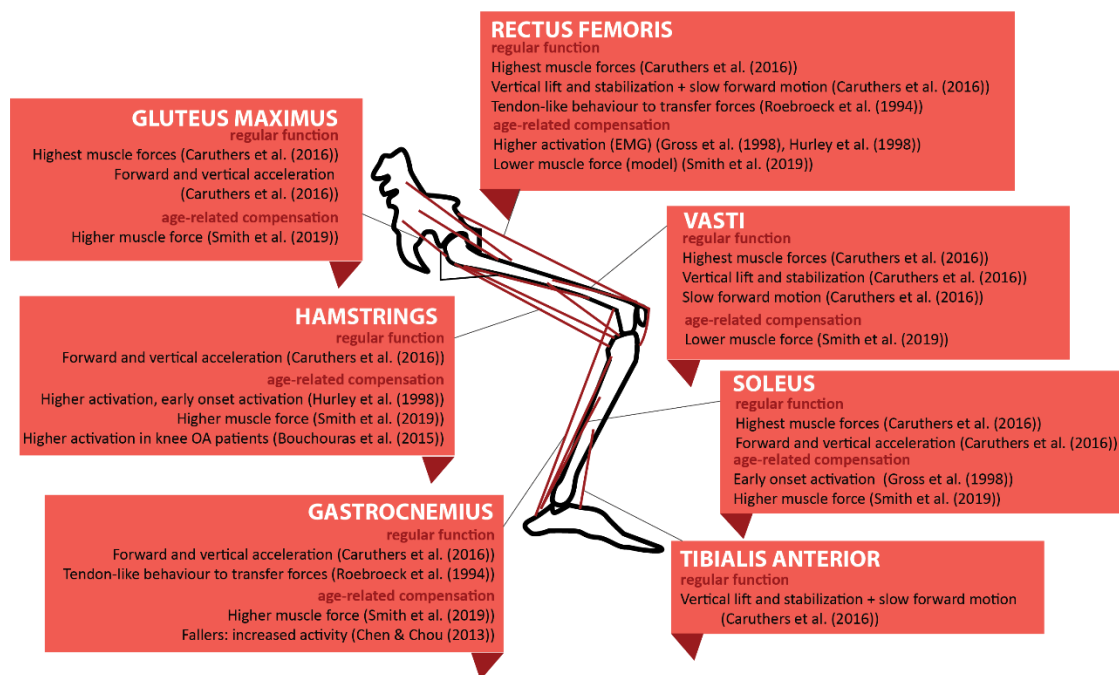 RECTUS FEMORIS
regular function
Highest muscle forces (Caruthers et al. (2016))
Vertical lift and stabilization + slow forward motion (Caruthers et al. (2016))
Tendon-like behaviour to transfer forces (Roebroeck et al. (1994))
age-related compensation
Higher activation (EMG) (Gross et al. (1998), Hurley et al. (1998))
Lower muscle force (model) (Smith et al. (2019))
GLUTEUS MAXIMUS
regular function
Highest muscle forces (Caruthers et al. (2016))
Forward and vertical acceleration
(Caruthers et al. (2016))
age-related compensation
Higher muscle force (Smith et al. (2019))
VASTI
regular function
Highest muscle forces (Caruthers et al. (2016))
Vertical lift and stabilization (Caruthers et al. (2016))
Slow forward motion (Caruthers et al. (2016))
age-related compensation
Lower muscle force (Smith et al. (2019))
HAMSTRINGS
regular function
Forward and vertical acceleration (Caruthers et al. (2016))
age-related compensation
Higher activation, early onset activation (Hurley et al. (1998))
Higher muscle force (Smith et al. (2019))
Higher activation in knee OA patients (Bouchouras et al. (2015))
SOLEUS
regular function
Highest muscle forces (Caruthers et al. (2016))
Forward and vertical acceleration (Caruthers et al. (2016))
age-related compensation
Early onset activation (Gross et al. (1998))
Higher muscle force (Smith et al. (2019))
GASTROCNEMIUS
regular function
Forward and vertical acceleration (Caruthers et al. (2016))
Tendon-like behaviour to transfer forces (Roebroeck et al. (1994))
age-related compensation
Higher muscle force (Smith et al. (2019))
Fallers: increased activity (Chen & Chou (2013))
TIBIALIS ANTERIOR
regular function
Vertical lift and stabilization + slow forward motion
(Caruthers et al. (2016))